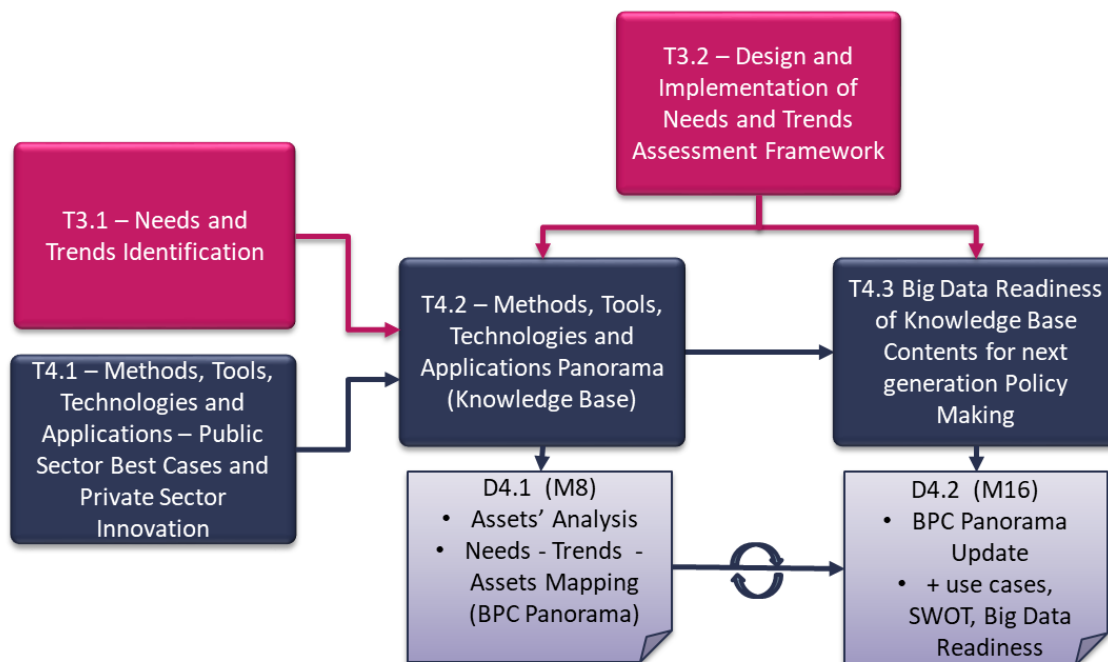 T3.2 – Design and
Implementation of
Needs and Trends
Assessment Framework
T3.1 – Needs and
Trends Identification
T4.2 – Methods, Tools,
Technologies and
Applications Panorama
(Knowledge Base)
T4.3 Big Data Readiness
of Knowledge Base
Contents for next
generation Policy
Making
T4.1 – Methods, Tools,
Technologies and
Applications – Public
Sector Best Cases and
Private Sector
Innovation
D4.1 (M8)
• Assets’ Analysis
• Needs - Trends -
Assets Mapping
(BPC Panorama)
D4.2 (M16)
• BPC Panorama
Update
• + use cases,
SWOT, Big Data
Readiness